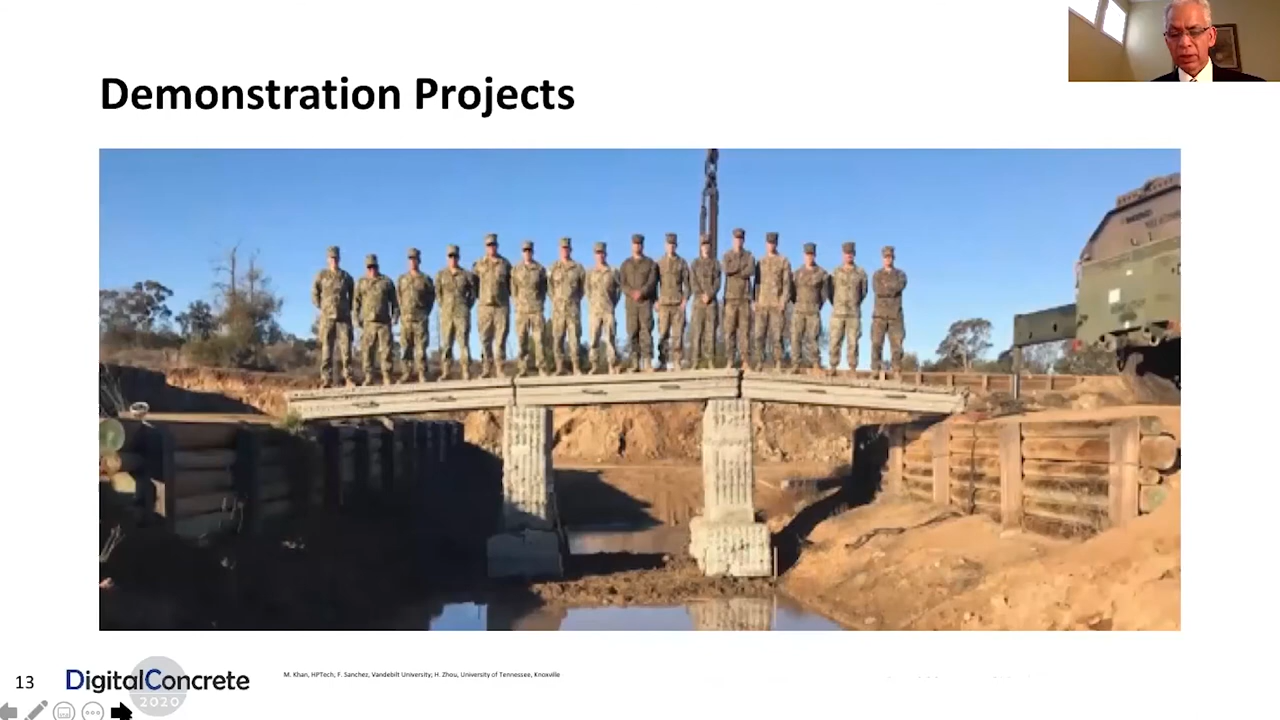 Demonstration Projects
13
DigitalConcrete
2020
M. Khan, HPTech, F. Sanchez, Vandebilt University; H. Zhou, University of Tennessee, Knoxville